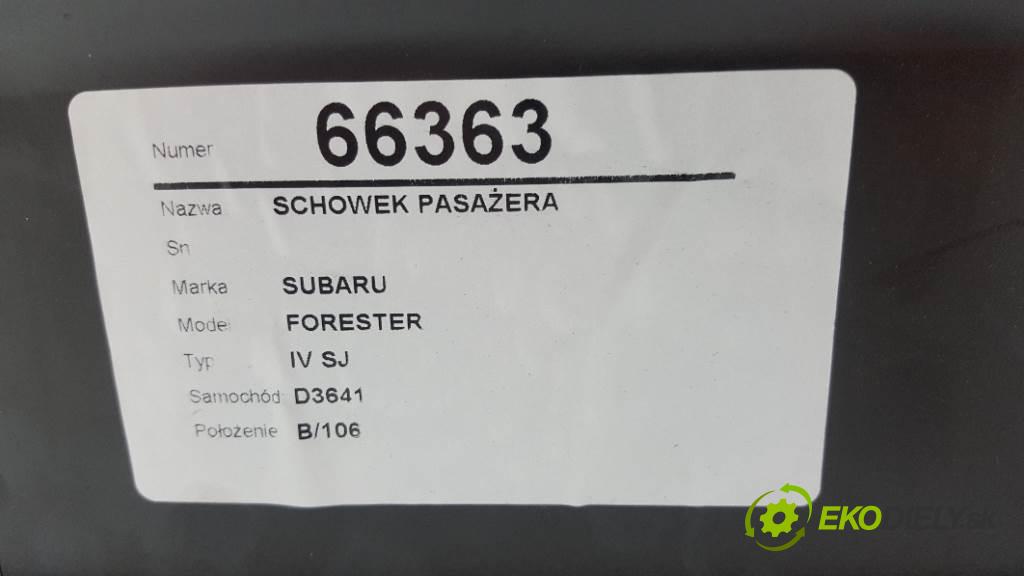 Numer 66363
Nazwa SCHOWEK PASAŻERA
Sn
Marka SUBARU
Model FORESTER
Typ IV SJ
Samochód D3641
Położenie B/106
EKODIELY.sk